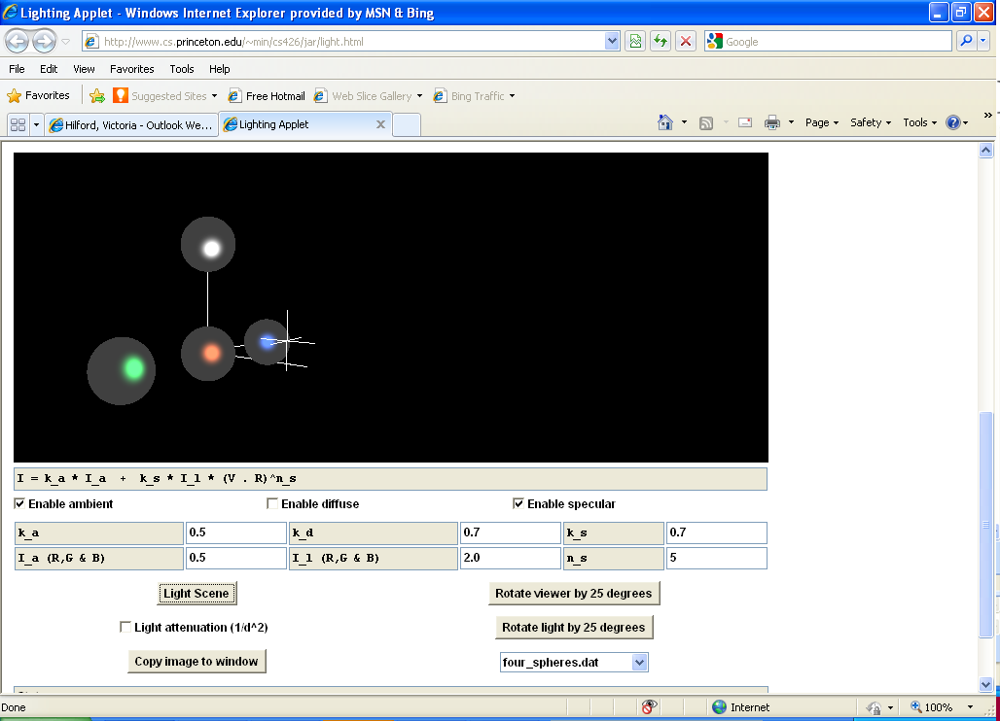 Lighting Applet - Windows Internet Explorer provided by MSN & Bing
http://www.cs.princeton.edu/~min/cs426/jar/light.html
Google
File Edit View Favorites Tools Help
Favorites Suggested Sites Free Hotmail Web Slice Gallery Bing Traffic
Hilford, Victoria - Outlook We... Lighting Applet Page Safety Tools »
I = k_a * I_a + k_s * I_l * (V . R)^n_s
Enable ambient Enable diffuse Enable specular
k_a 0.5 k_d 0.7 k_s 0.7
I_a (R,G & B) 0.5 I_l (R,G & B) 2.0 n_s 5
Light Scene Rotate viewer by 25 degrees
Light attenuation (1/d^2) Rotate light by 25 degrees
Copy image to window four_spheres.dat
Done Internet 100%